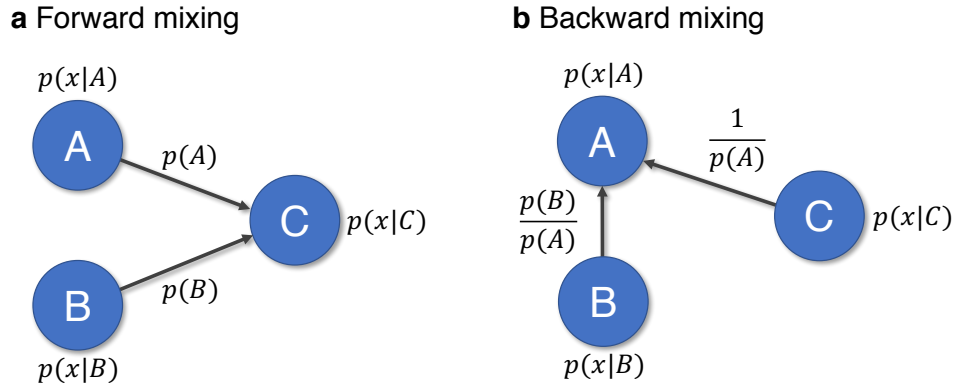 a Forward mixing
p(x|A)
A
p(A)
C
p(x|C)
p(B)
B
p(x|B)
b Backward mixing
p(x|A)
A
1
p(A)
p(B)
p(A)
C
p(x|C)
B
p(x|B)